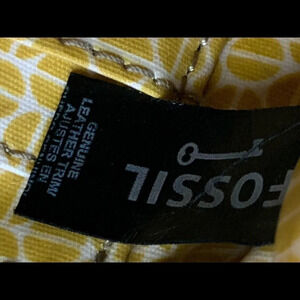 FOSSIL
GENUINE
LEATHER TRIM/
AJUSTES EN